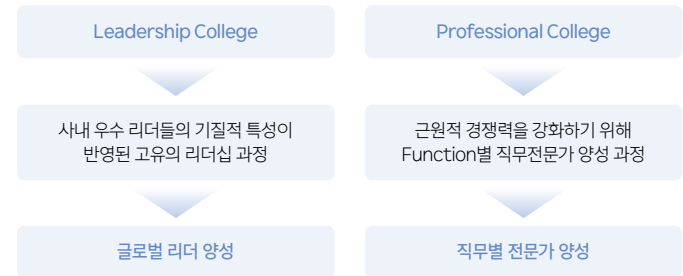 Leadership College
사내 우수 리더들의 기질적 특성이
반영된 고유의 리더십 과정
글로벌 리더 양성
Professional College
근원적 경쟁력을 강화하기 위해
Function별 직무전문가 양성 과정
직무별 전문가 양성